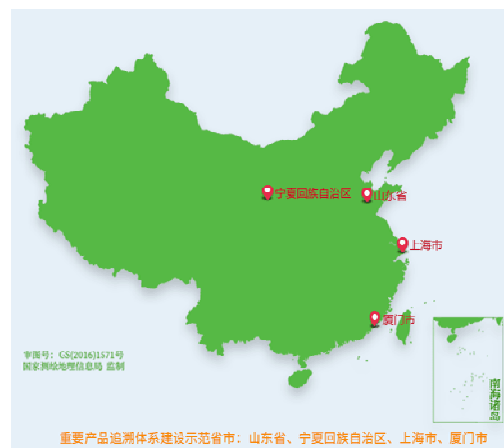 宁夏回族自治区
山东省
上海市
厦门市
审图号：GS(2016)1571号
国家测绘地理信息局 监制
南海诸岛
重要产品追溯体系建设示范省市：山东省、宁夏回族自治区、上海市、厦门市